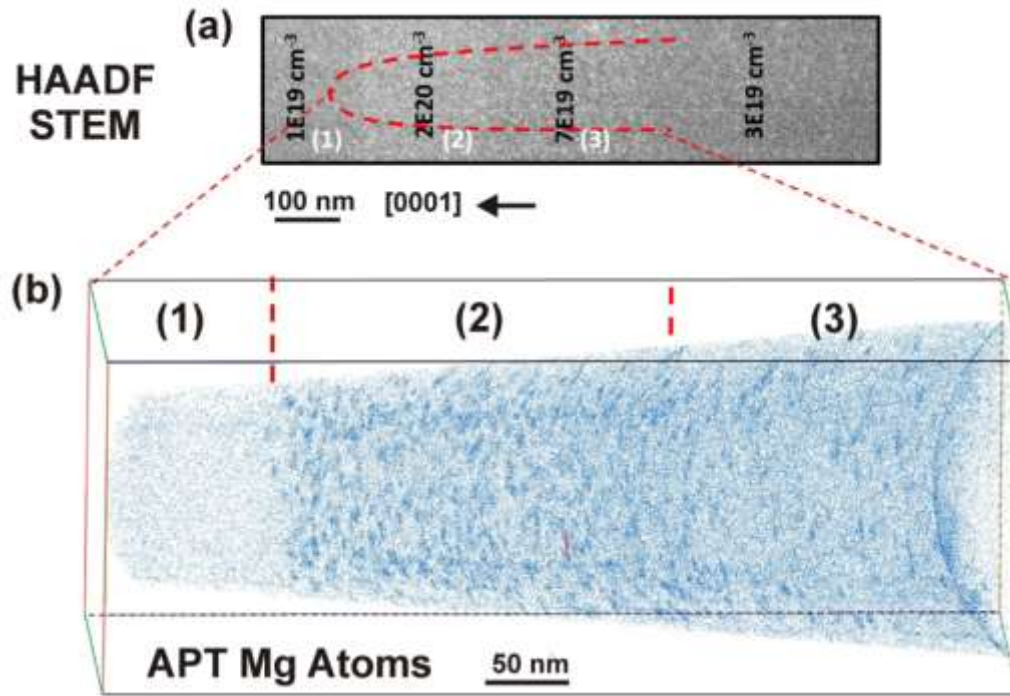 (a)
HAADF
STEM
1E19 cm⁻³
2E20 cm⁻³
7E19 cm⁻³
3E19 cm⁻³
(1)
(2)
(3)
100 nm
[0001]
(b)
(1)
(2)
(3)
APT Mg Atoms
50 nm